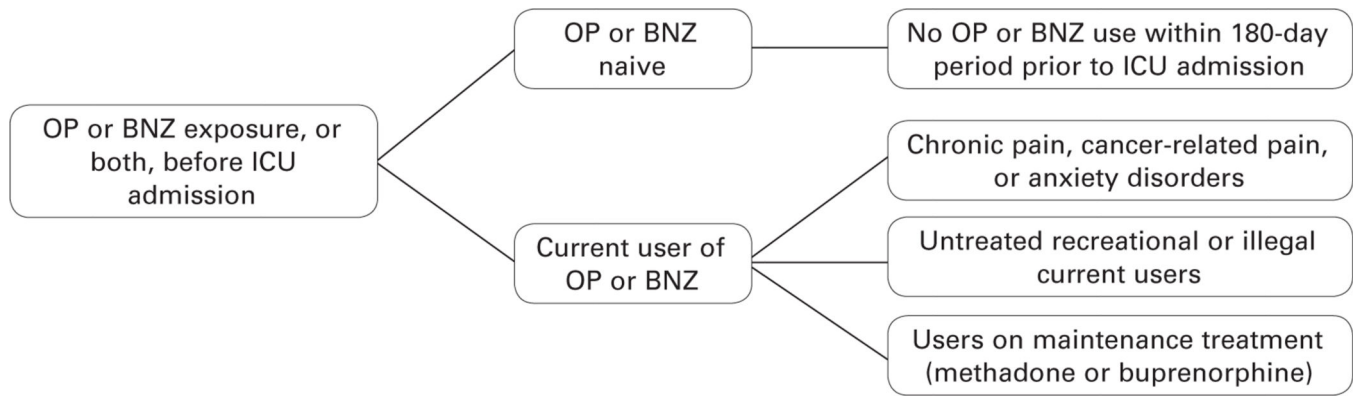 OP or BNZ exposure, or
both, before ICU
admission
OP or BNZ
naive
No OP or BNZ use within 180-day
period prior to ICU admission
Current user of
OP or BNZ
Chronic pain, cancer-related pain,
or anxiety disorders
Untreated recreational or illegal
current users
Users on maintenance treatment
(methadone or buprenorphine)